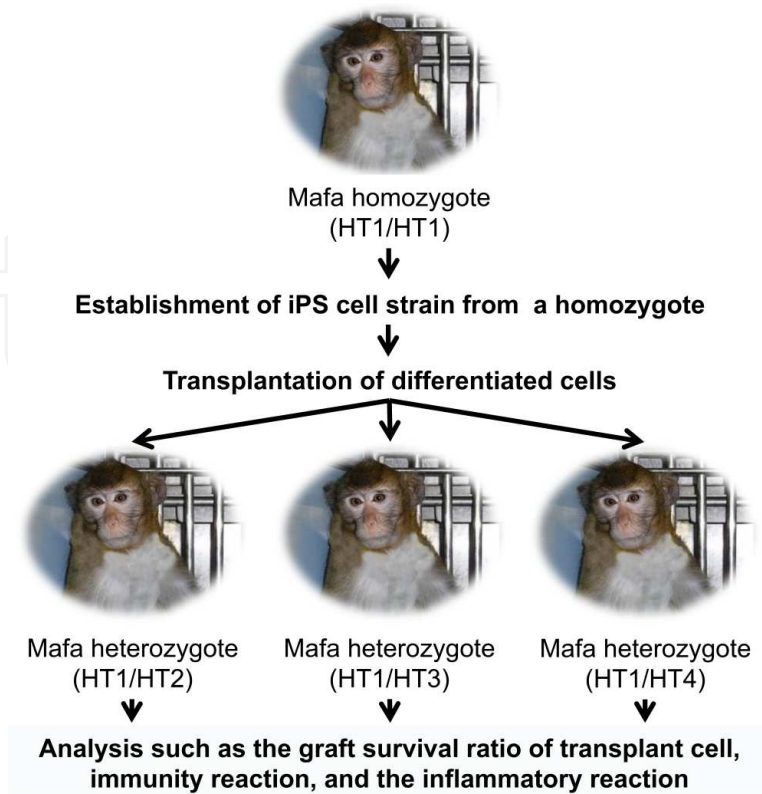 Mafa homozygote
(HT1/HT1)
Establishment of iPS cell strain from a homozygote
Transplantation of differentiated cells
Mafa heterozygote
(HT1/HT2)
Mafa heterozygote
(HT1/HT3)
Mafa heterozygote
(HT1/HT4)
Analysis such as the graft survival ratio of transplant cell,
immunity reaction, and the inflammatory reaction